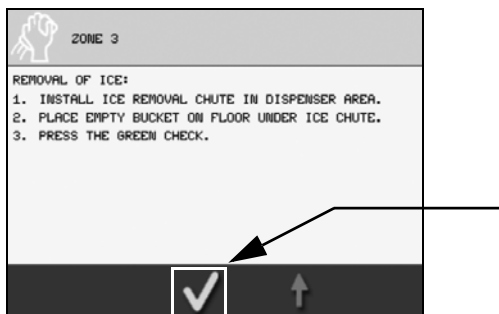 ZONE 3
REMOVAL OF ICE:
1. INSTALL ICE REMOVAL CHUTE IN DISPENSER AREA.
2. PLACE EMPTY BUCKET ON FLOOR UNDER ICE CHUTE.
3. PRESS THE GREEN CHECK.